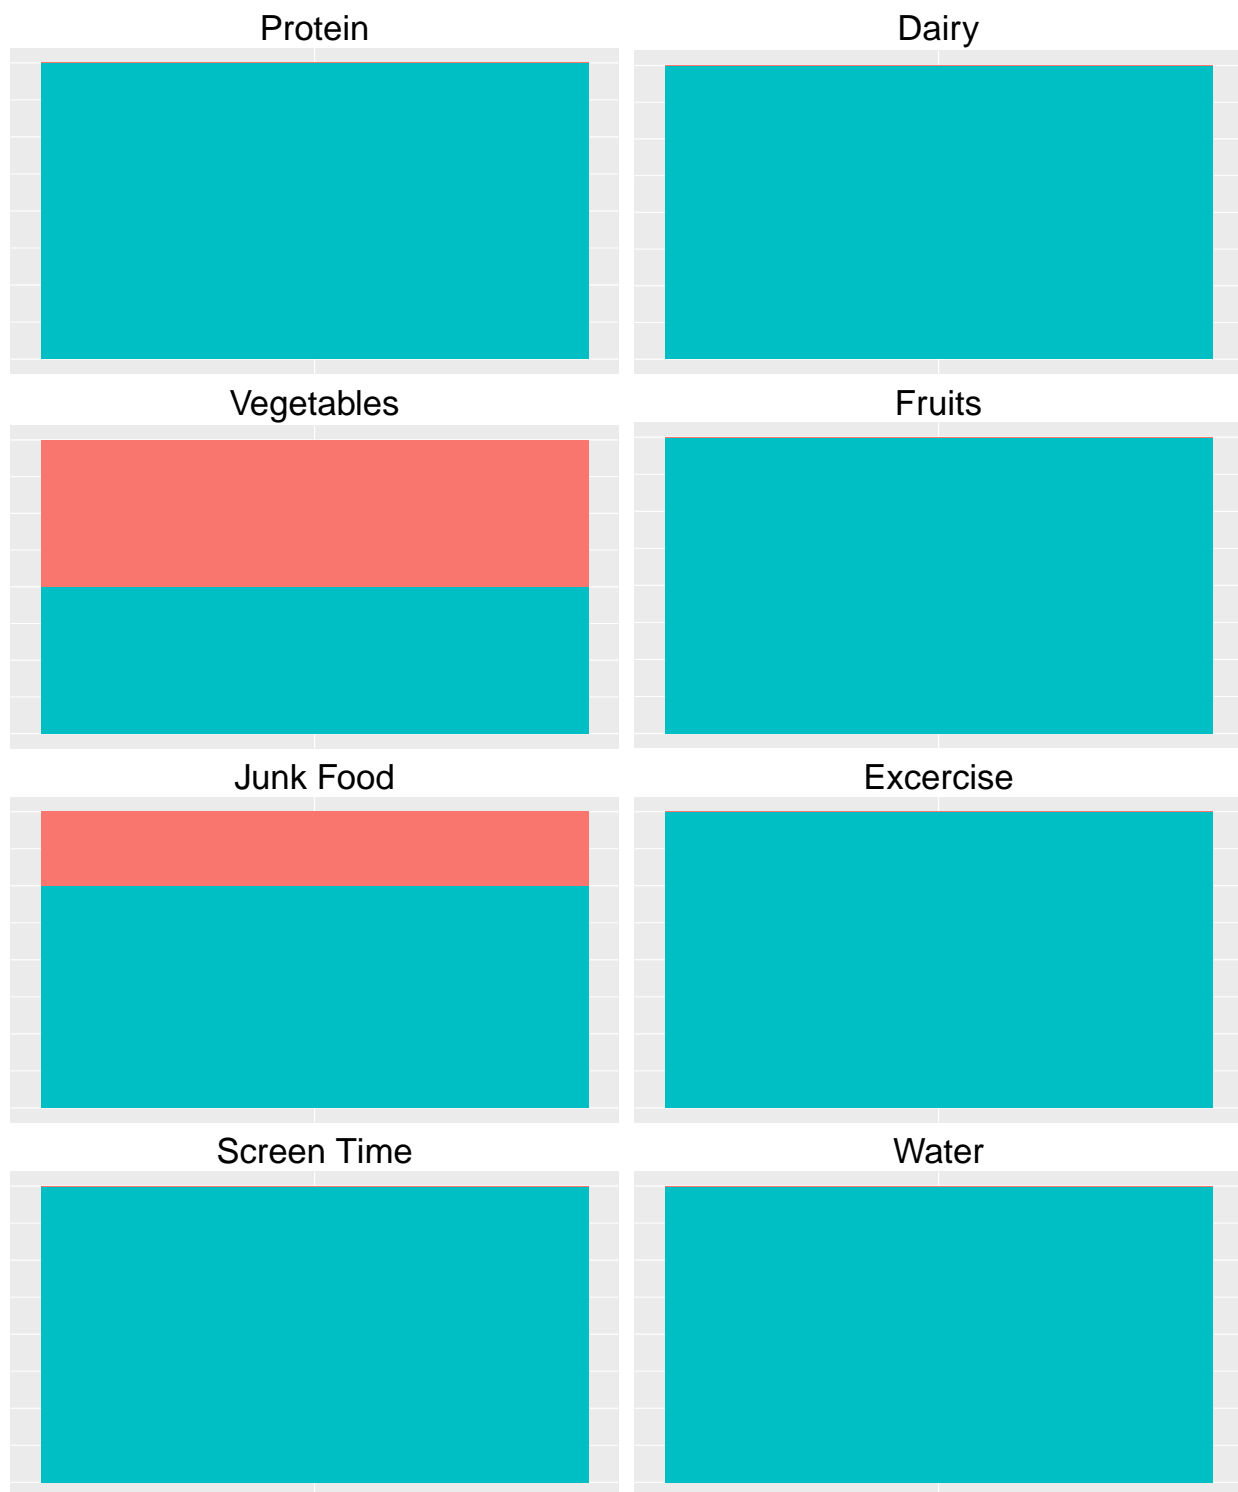 Protein
Dairy
Vegetables
Fruits
Junk Food
Excercise
Screen Time
Water